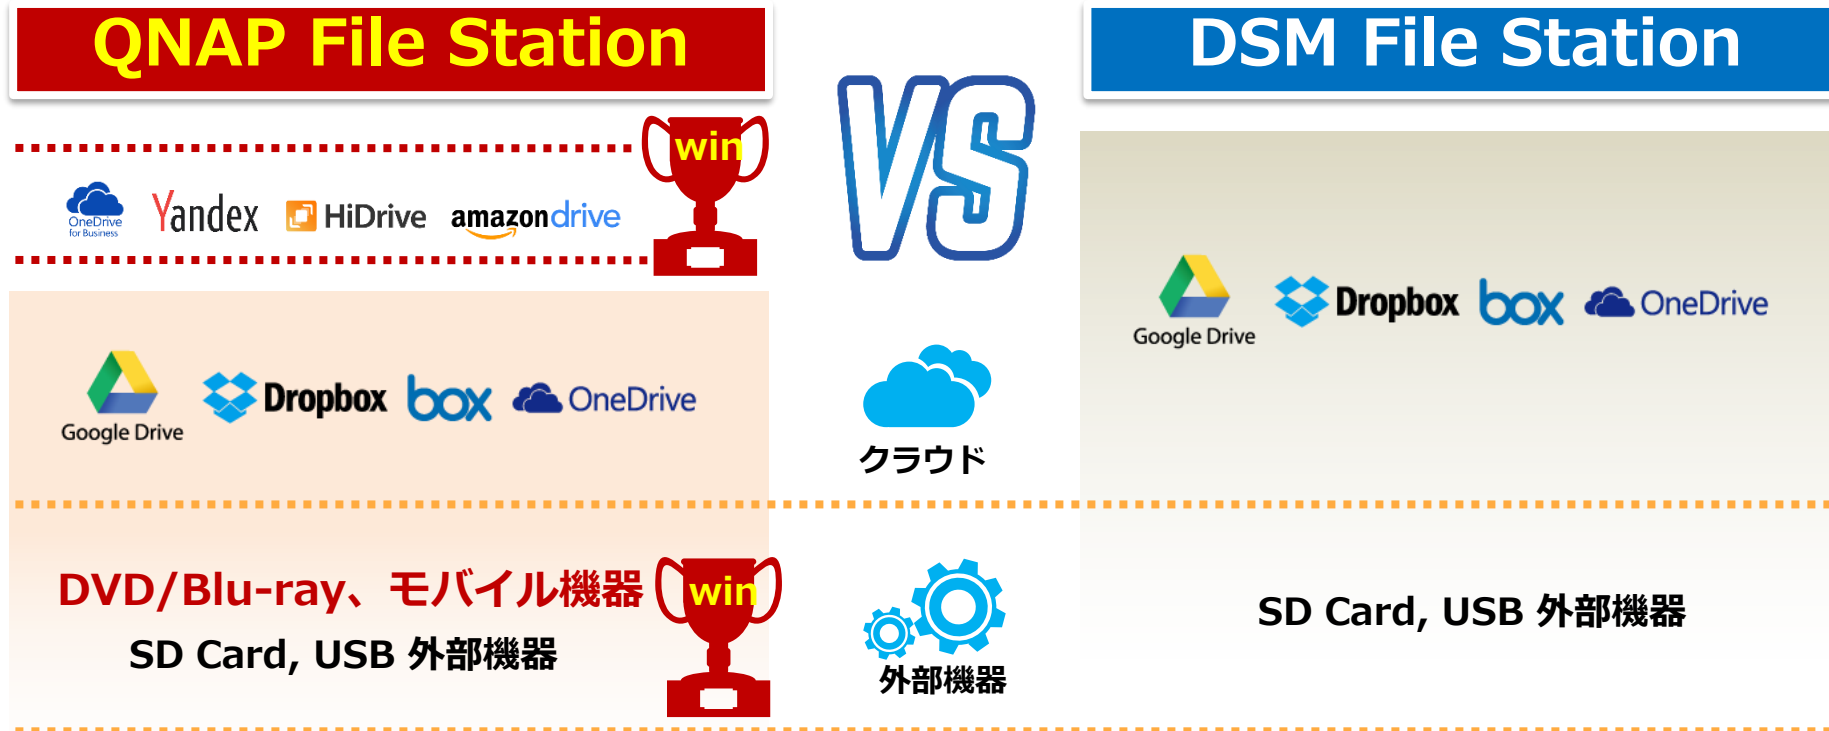 QNAP File Station
VS
DSM File Station
win
OneDrive
for Business
Yandex
HiDrive
amazondrive
Google Drive
Dropbox
box
OneDrive
クラウド
Google Drive
Dropbox
box
OneDrive
DVD/Blu-ray、モバイル機器
win
SD Card, USB 外部機器
外部機器
SD Card, USB 外部機器